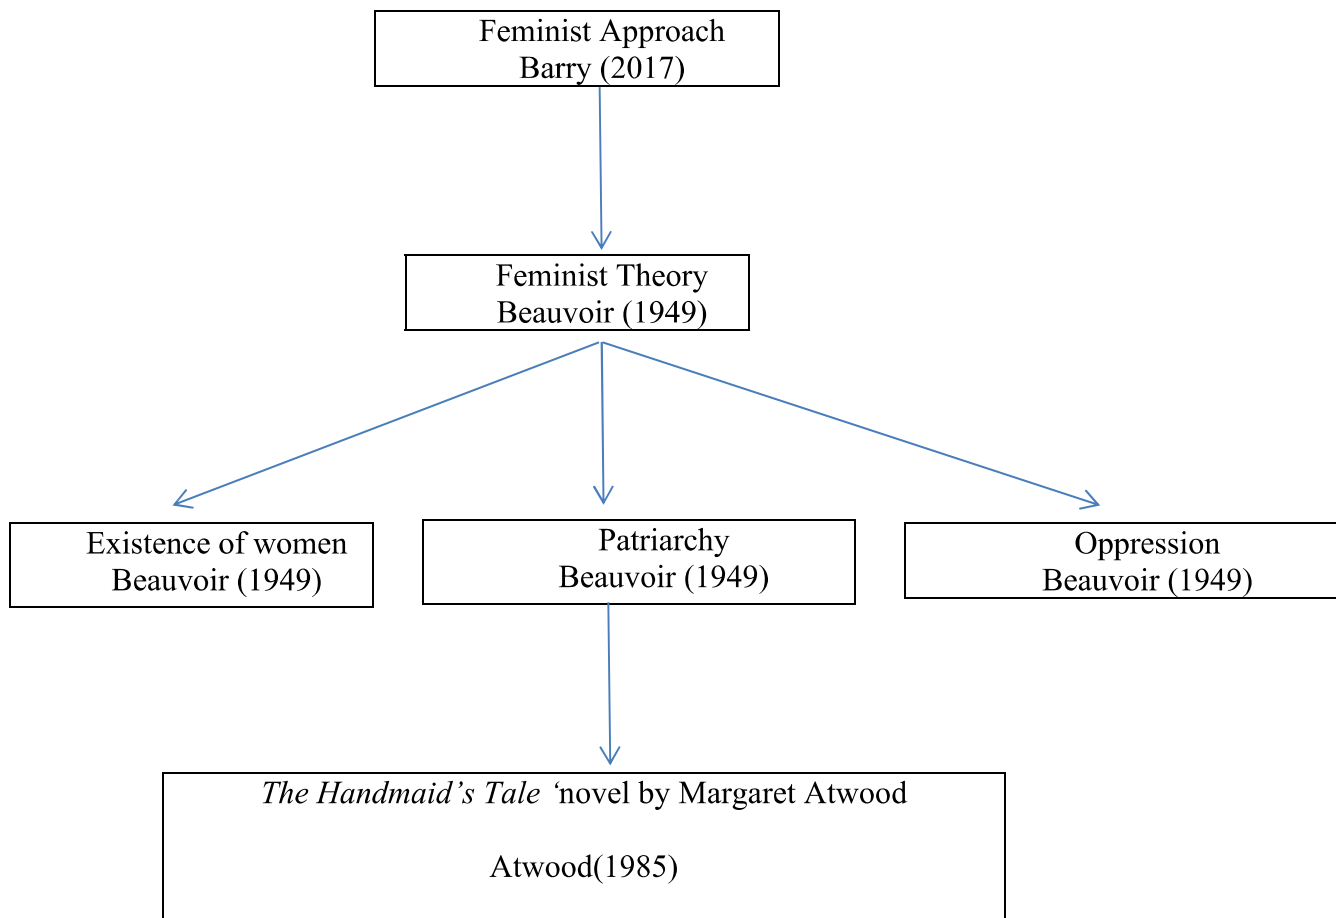 Feminist Approach
Barry (2017)
Feminist Theory
Beauvoir (1949)
Existence of women
Beauvoir (1949)
Patriarchy
Beauvoir (1949)
Oppression
Beauvoir (1949)
The Handmaid’s Tale ‘novel by Margaret Atwood
Atwood(1985)